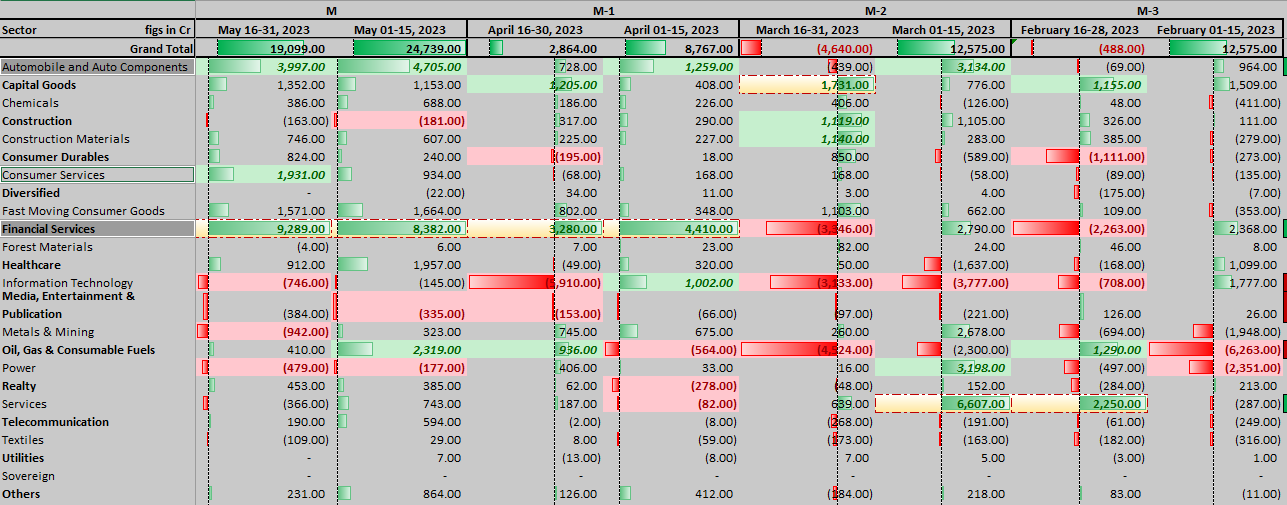 M M-1 M-2 M-3
Sector figs in Cr May 16-31, 2023 May 01-15, 2023 April 16-30, 2023 April 01-15, 2023 March 16-31, 2023 March 01-15, 2023 February 16-28, 2023 February 01-15, 2023
Grand Total 19,099.00 24,739.00 2,864.00 8,767.00 (4,640.00) 12,575.00 (488.00) 12,575.00
Automobile and Auto Components 3,997.00 4,705.00 728.00 1,259.00 (439.00) 3,134.00 (69.00) 964.00
Capital Goods 1,352.00 1,153.00 1,205.00 408.00 1,731.00 776.00 1,155.00 1,509.00
Chemicals 386.00 688.00 186.00 226.00 406.00 (126.00) 48.00 (411.00)
Construction (163.00) (181.00) 317.00 290.00 1,119.00 1,105.00 326.00 111.00
Construction Materials 746.00 607.00 225.00 227.00 1,140.00 283.00 385.00 (279.00)
Consumer Durables 824.00 240.00 (195.00) 18.00 850.00 (589.00) (1,111.00) (273.00)
Consumer Services 1,931.00 934.00 (68.00) 168.00 168.00 (58.00) (89.00) (135.00)
Diversified - (22.00) 34.00 11.00 3.00 4.00 (175.00) (7.00)
Fast Moving Consumer Goods 1,571.00 1,664.00 802.00 348.00 1,103.00 662.00 109.00 (353.00)
Financial Services 9,289.00 8,382.00 3,280.00 4,410.00 (3,346.00) 2,790.00 (2,263.00) 2,368.00
Forest Materials (4.00) 6.00 7.00 23.00 82.00 24.00 46.00 8.00
Healthcare 912.00 1,957.00 (49.00) 320.00 50.00 (1,637.00) (168.00) 1,099.00
Information Technology (746.00) (145.00) (5,910.00) 1,002.00 (3,133.00) (3,777.00) (708.00) 1,777.00
Media, Entertainment &
Publication (384.00) (335.00) (153.00) (66.00) (97.00) (221.00) 126.00 26.00
Metals & Mining (942.00) 323.00 745.00 675.00 260.00 2,678.00 (694.00) (1,948.00)
Oil, Gas & Consumable Fuels 410.00 2,319.00 936.00 (564.00) (4,524.00) (2,300.00) 1,290.00 (6,263.00)
Power (479.00) (177.00) 406.00 33.00 16.00 3,198.00 (497.00) (2,351.00)
Realty 453.00 385.00 62.00 (278.00) (48.00) 152.00 (284.00) 213.00
Services (366.00) 743.00 187.00 (82.00) 639.00 6,607.00 2,250.00 (287.00)
Telecommunication 190.00 594.00 (2.00) (8.00) (268.00) (191.00) (61.00) (249.00)
Textiles (109.00) 29.00 8.00 (59.00) (173.00) (163.00) (182.00) (316.00)
Utilities - 7.00 (13.00) (8.00) 7.00 5.00 (3.00) 1.00
Sovereign - - - - - - - -
Others 231.00 864.00 126.00 412.00 (184.00) 218.00 83.00 (11.00)